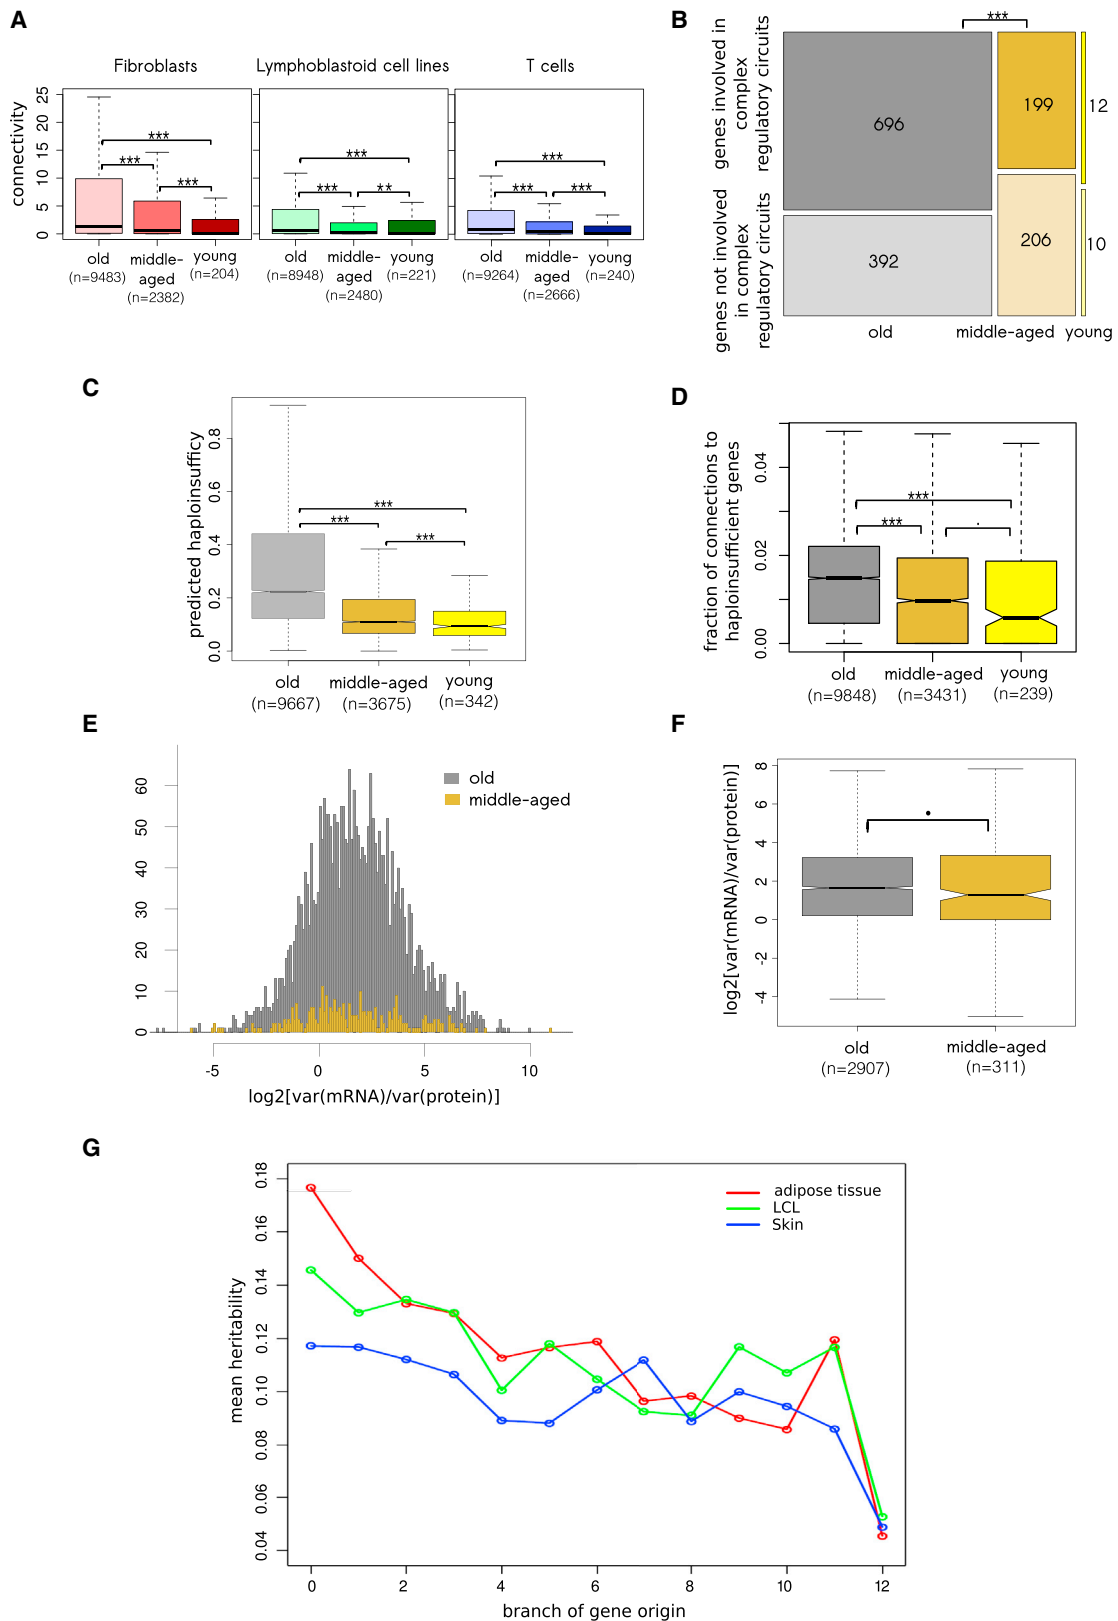 A
Fibroblasts
Lymphoblastoid cell lines
T cells
connectivity
25
20
15
10
5
0
***
***
***
***
***
**
***
***
***
old
(n=9483)
middle-
aged
(n=2382)
young
(n=204)
old
(n=8948)
middle-
aged
(n=2480)
young
(n=221)
old
(n=9264)
middle-
aged
(n=2666)
young
(n=240)
B
genes involved in
complex
regulatory circuits
genes not involved
in complex
regulatory circuits
***
696
199
12
392
206
10
old
middle-aged
young
C
predicted haploinsufficy
0.8
0.6
0.4
0.2
0.0
***
***
***
old
(n=9667)
middle-aged
(n=3675)
young
(n=342)
D
fraction of connections to
haploinsufficient genes
0.04
0.02
0.00
***
***
.
old
(n=9848)
middle-aged
(n=3431)
young
(n=239)
E
old
middle-aged
60
50
40
30
20
10
0
-5
0
5
10
log2[var(mRNA)/var(protein)]
F
log2[var(mRNA)/var(protein)]
8
6
4
2
0
-2
-4
old
(n=2907)
middle-aged
(n=311)
G
adipose tissue
LCL
Skin
mean heritability
0.18
0.16
0.14
0.12
0.10
0.08
0.06
0.04
0
2
4
6
8
10
12
branch of gene origin